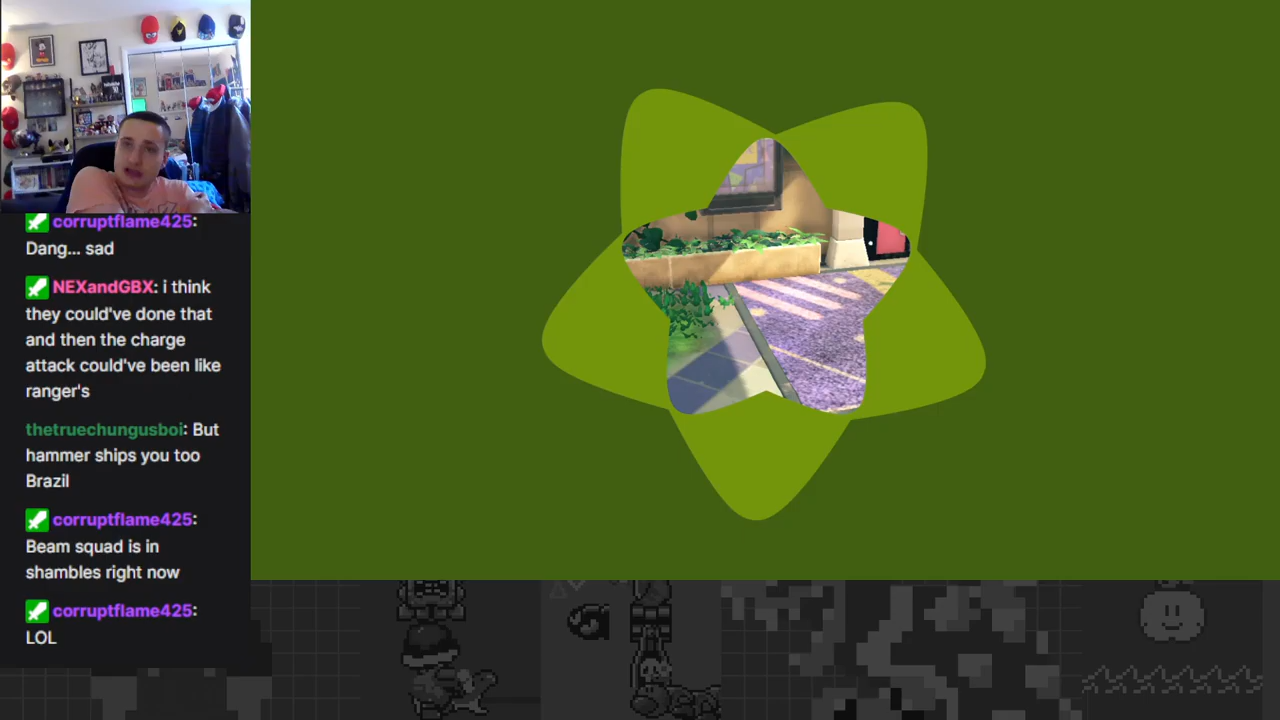 corruptflame425:
Dang... sad
NEXandGBX: i think
they could've done that
and then the charge
attack could've been like
ranger's
thetruechungusboi: But
hammer ships you too
Brazil
corruptflame425:
Beam squad is in
shambles right now
corruptflame425:
LOL